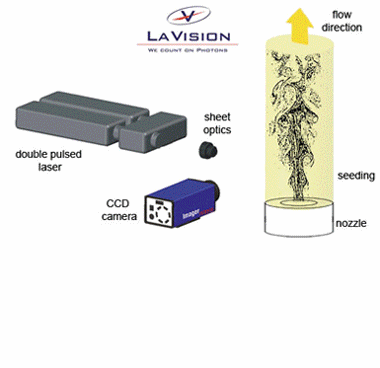 LAVISION
WE COUNT ON PHOTONS
flow
direction
sheet
optics
double pulsed
laser
seeding
CCD
camera
Imager
nozzle